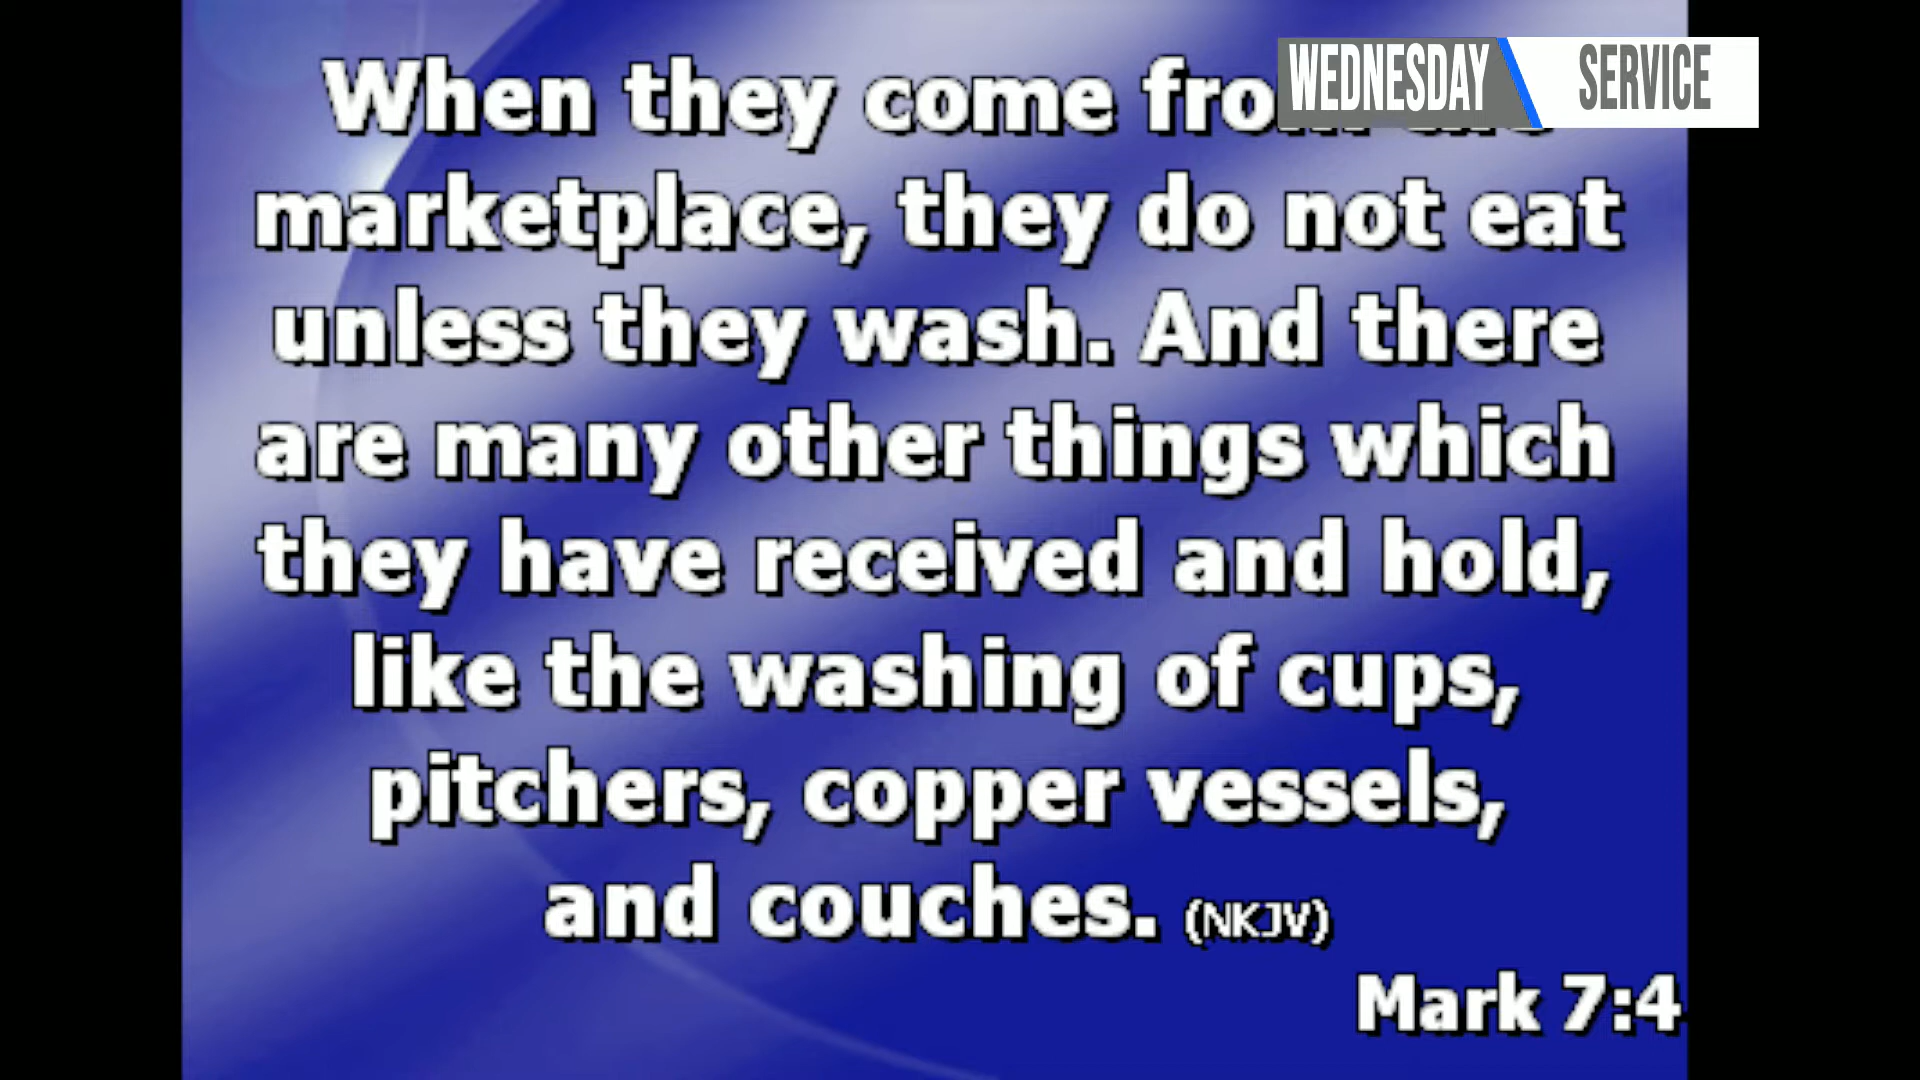 When they come from the
marketplace, they do not eat
unless they wash. And there
are many other things which
they have received and hold,
like the washing of cups,
pitchers, copper vessels,
and couches. (NKJV)
Mark 7:4
WEDNESDAY SERVICE